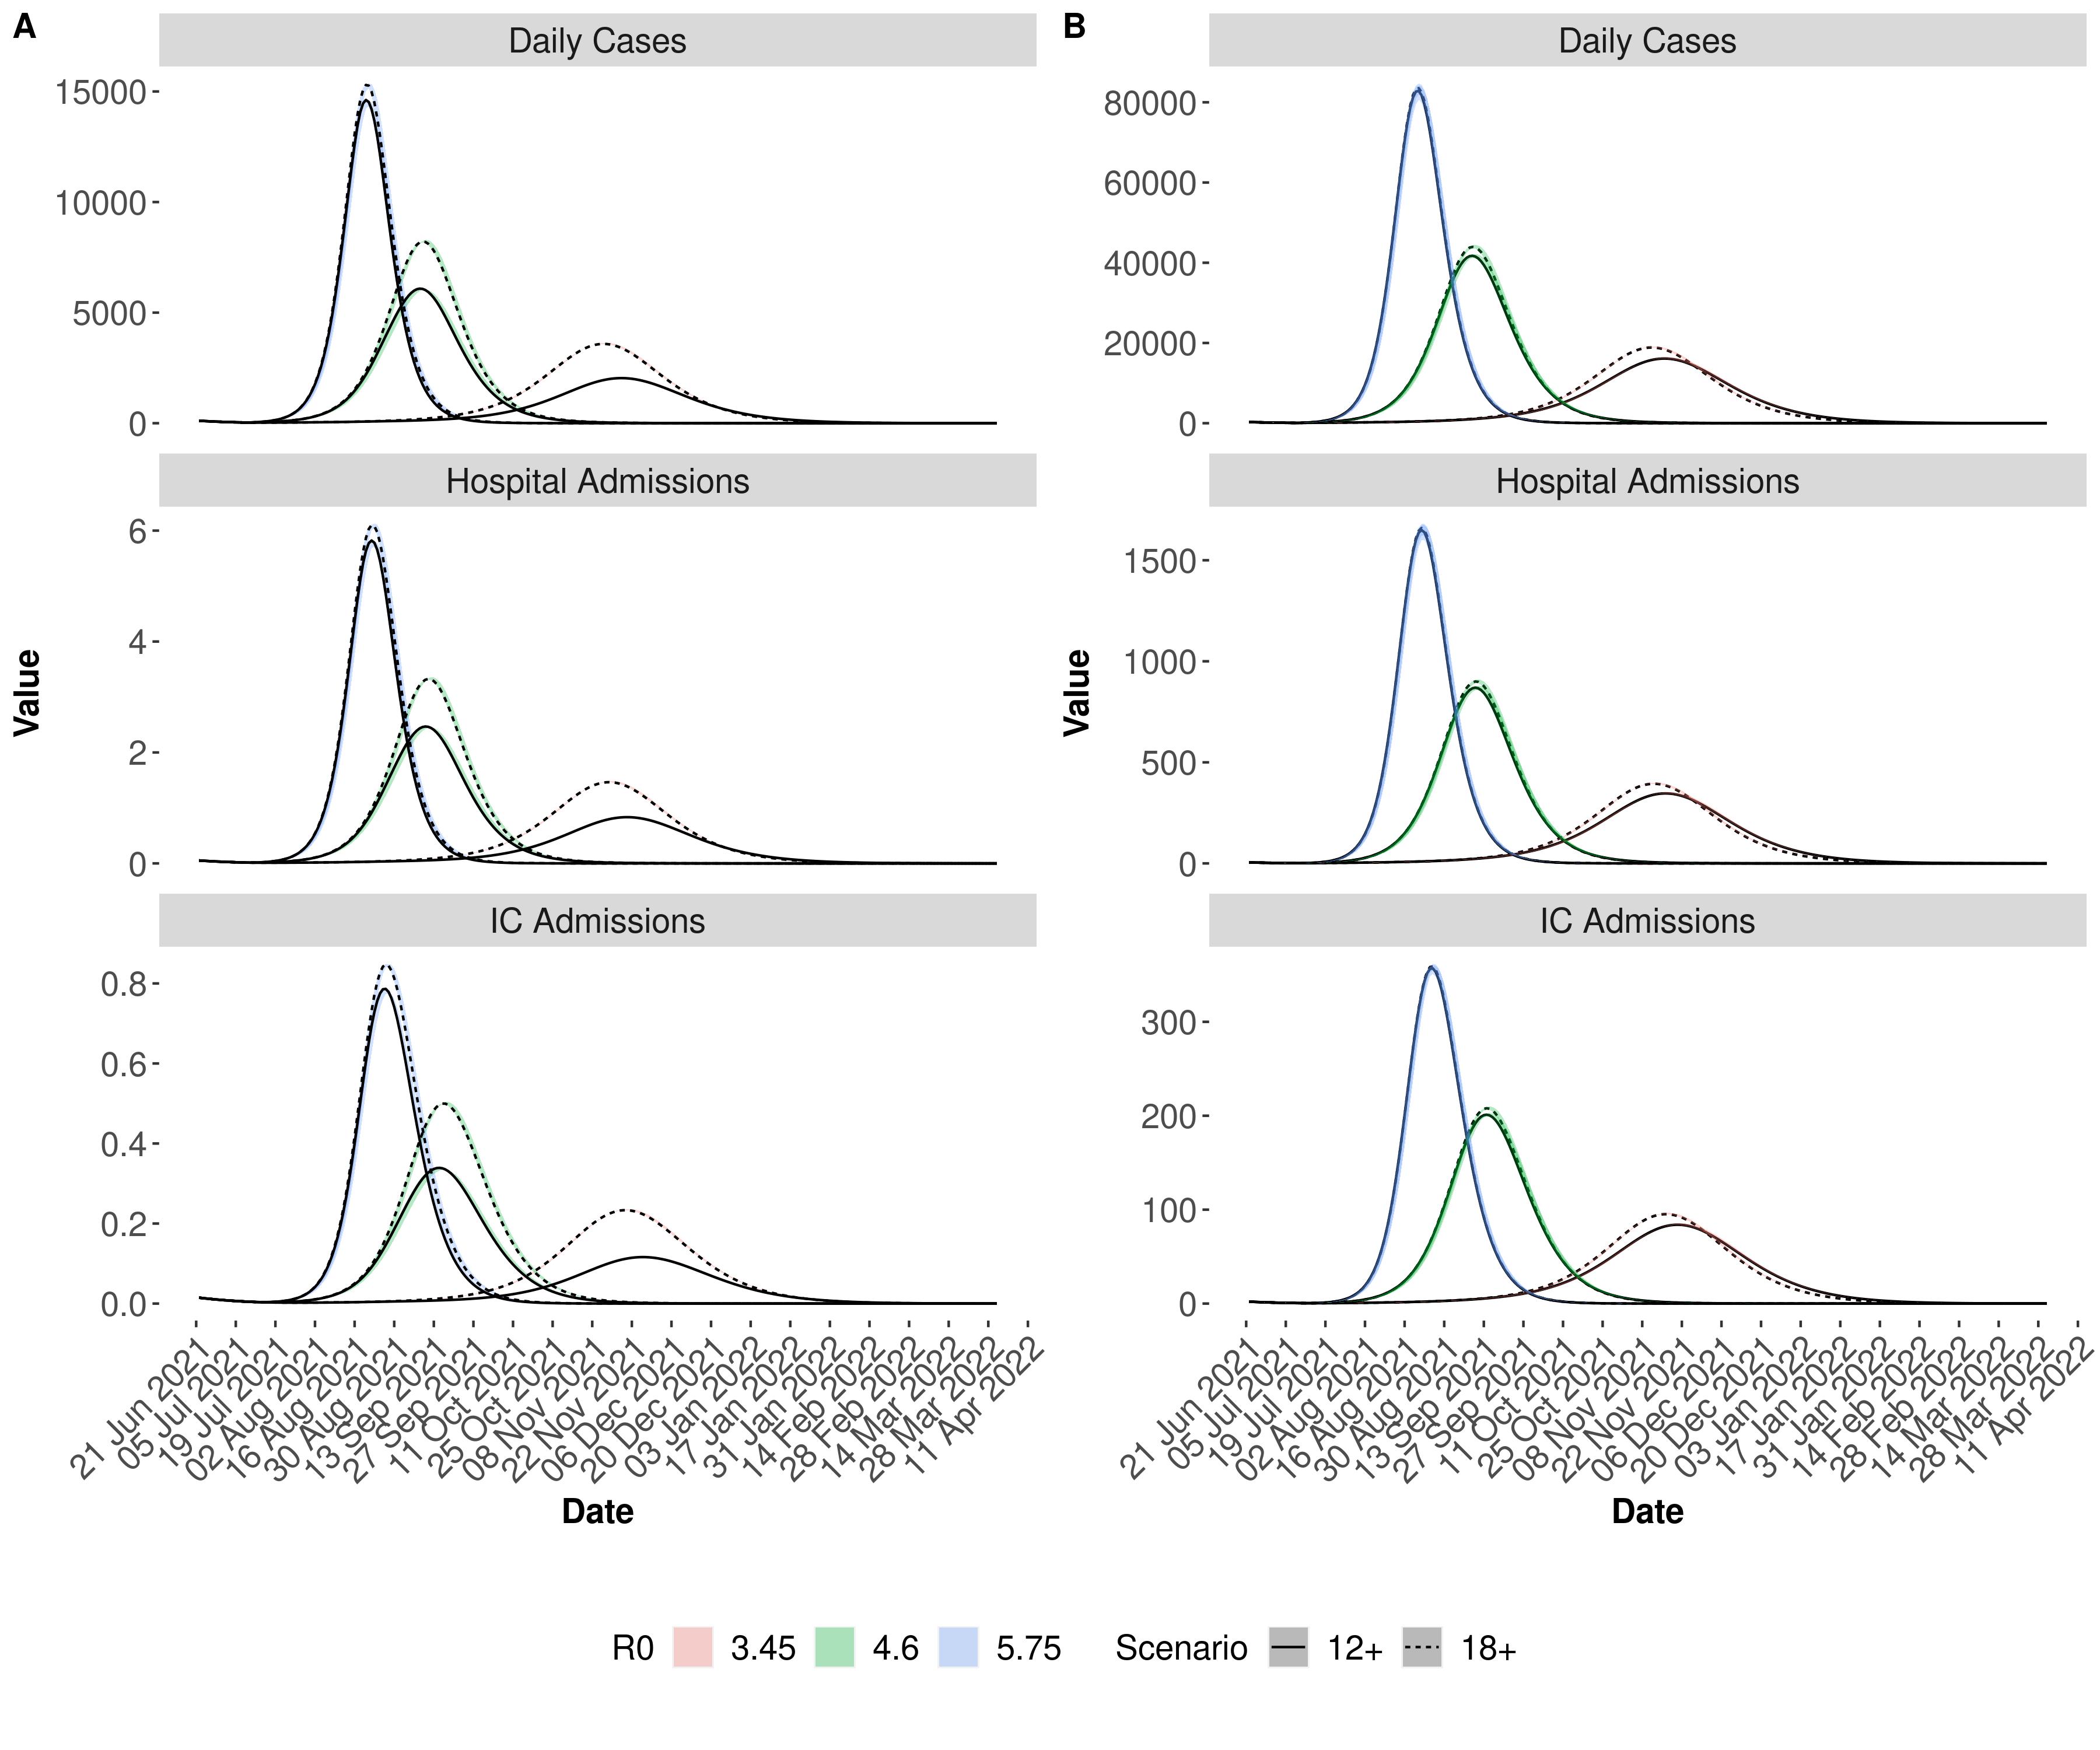 A
Daily Cases
15000
10000
5000
0
Hospital Admissions
6
4
2
0
IC Admissions
0.8
0.6
0.4
0.2
0.0
Value
21 Jun 2021
05 Jul 2021
19 Jul 2021
02 Aug 2021
16 Aug 2021
30 Aug 2021
13 Sep 2021
27 Sep 2021
11 Oct 2021
25 Oct 2021
08 Nov 2021
22 Nov 2021
06 Dec 2021
20 Dec 2021
03 Jan 2022
17 Jan 2022
31 Jan 2022
14 Feb 2022
28 Feb 2022
14 Mar 2022
28 Mar 2022
11 Apr 2022
Date
B
Daily Cases
80000
60000
40000
20000
0
Hospital Admissions
1500
1000
500
0
IC Admissions
300
200
100
0
Value
21 Jun 2021
05 Jul 2021
19 Jul 2021
02 Aug 2021
16 Aug 2021
30 Aug 2021
13 Sep 2021
27 Sep 2021
11 Oct 2021
25 Oct 2021
08 Nov 2021
22 Nov 2021
06 Dec 2021
20 Dec 2021
03 Jan 2022
17 Jan 2022
31 Jan 2022
14 Feb 2022
28 Feb 2022
14 Mar 2022
28 Mar 2022
11 Apr 2022
Date
R0 3.45 4.6 5.75 Scenario 12+ 18+